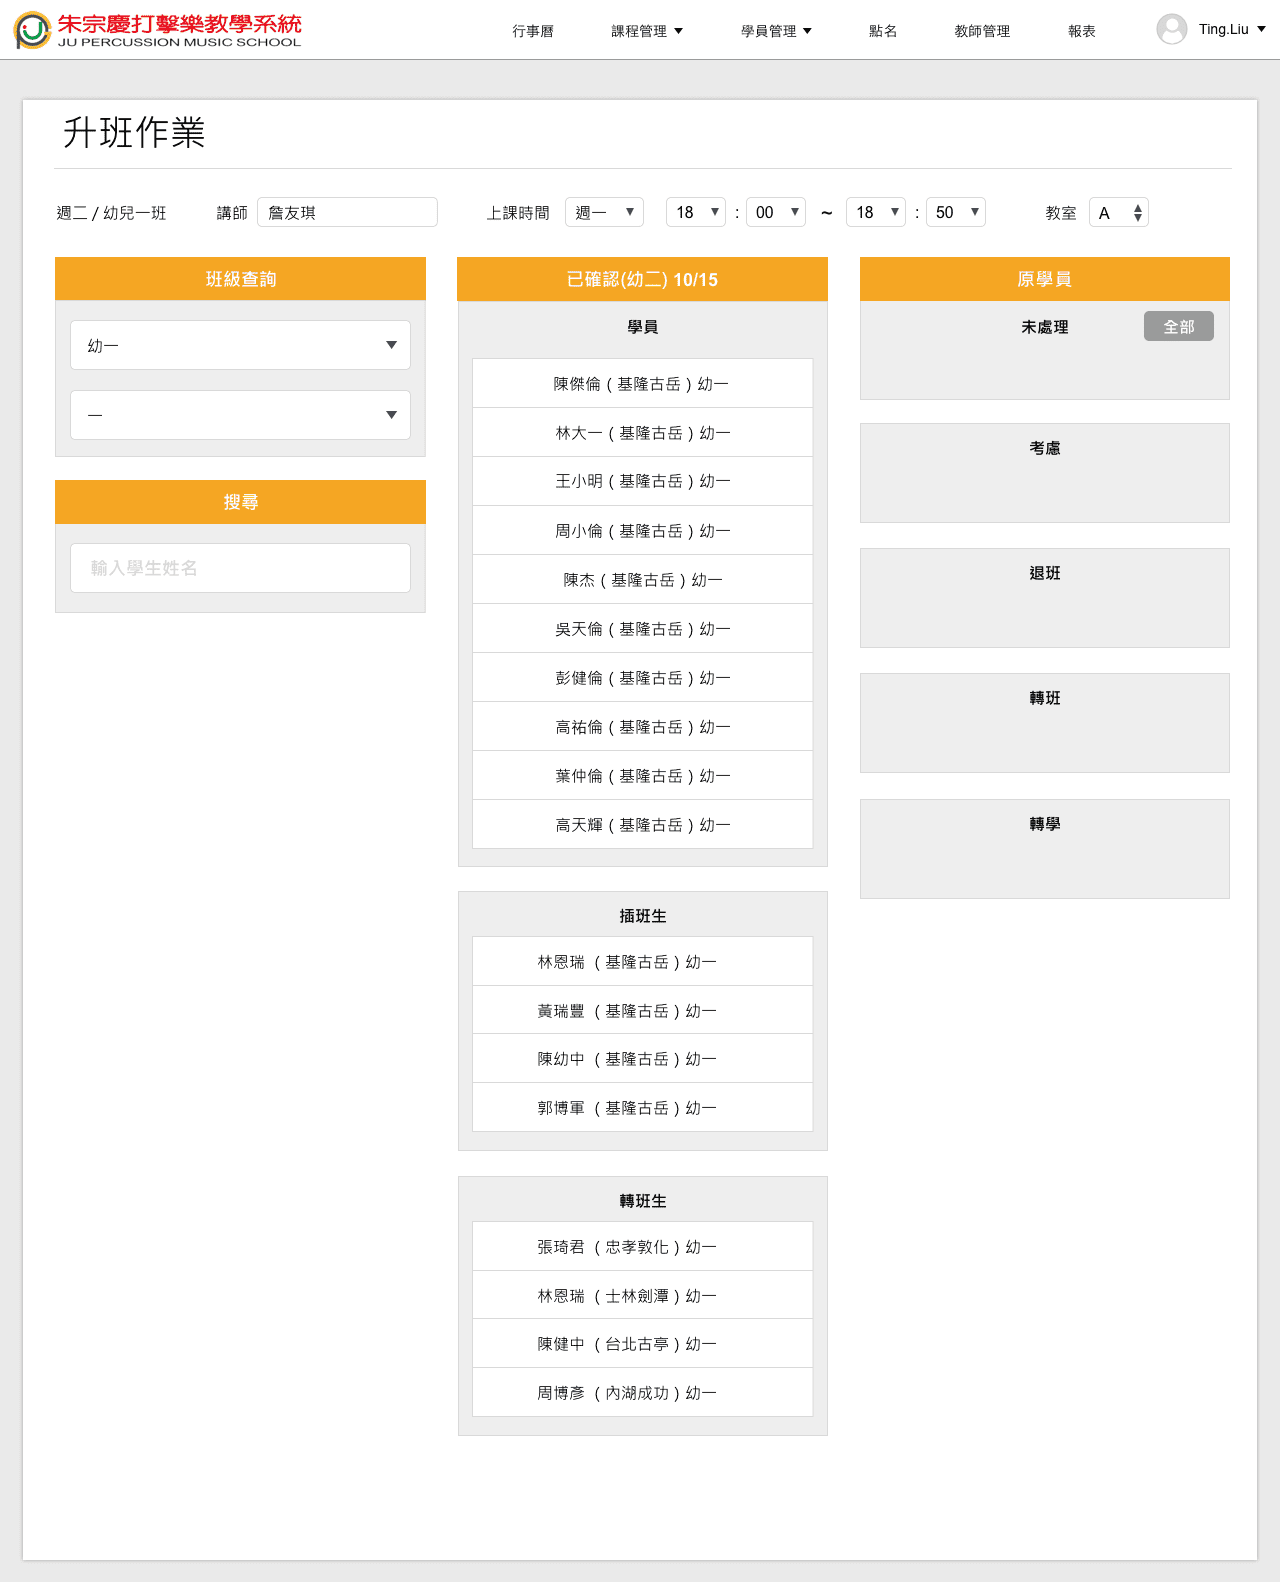 朱宗慶打擊樂教學系統
JU PERCUSSION MUSIC SCHOOL
行事曆 課程管理 學員管理 點名 教師管理 報表 Ting.Liu
升班作業
週二 / 幼兒一班 講師 詹友琪 上課時間 週一 18 : 00 ~ 18 : 50 教室 A
班級查詢
幼一
一
搜尋
輸入學生姓名
已確認(幼二) 10/15
學員
陳傑倫 ( 基隆古岳 ) 幼一
林大一 ( 基隆古岳 ) 幼一
王小明 ( 基隆古岳 ) 幼一
周小倫 ( 基隆古岳 ) 幼一
陳杰 ( 基隆古岳 ) 幼一
吳天倫 ( 基隆古岳 ) 幼一
彭健倫 ( 基隆古岳 ) 幼一
高祐倫 ( 基隆古岳 ) 幼一
葉仲倫 ( 基隆古岳 ) 幼一
高天輝 ( 基隆古岳 ) 幼一
插班生
林恩瑞 ( 基隆古岳 ) 幼一
黃瑞豐 ( 基隆古岳 ) 幼一
陳幼中 ( 基隆古岳 ) 幼一
郭博軍 ( 基隆古岳 ) 幼一
轉班生
張琦君 ( 忠孝敦化 ) 幼一
林恩瑞 ( 士林劍潭 ) 幼一
陳健中 ( 台北古亭 ) 幼一
周博彥 ( 內湖成功 ) 幼一
原學員
未處理 全部
考慮
退班
轉班
轉學